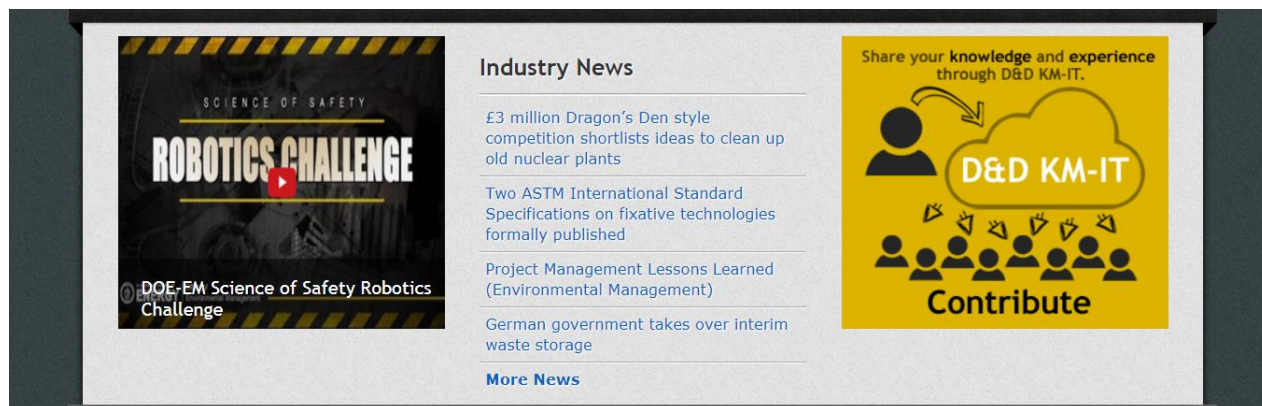 SCIENCE OF SAFETY
ROBOTICS CHALLENGE
DOE-EM Science of Safety Robotics
Challenge
ENERGY
Industry News
£3 million Dragon’s Den style
competition shortlists ideas to clean up
old nuclear plants
Two ASTM International Standard
Specifications on fixative technologies
formally published
Project Management Lessons Learned
(Environmental Management)
German government takes over interim
waste storage
More News
Share your knowledge and experience
through D&D KM-IT.
D&D KM-IT
Contribute